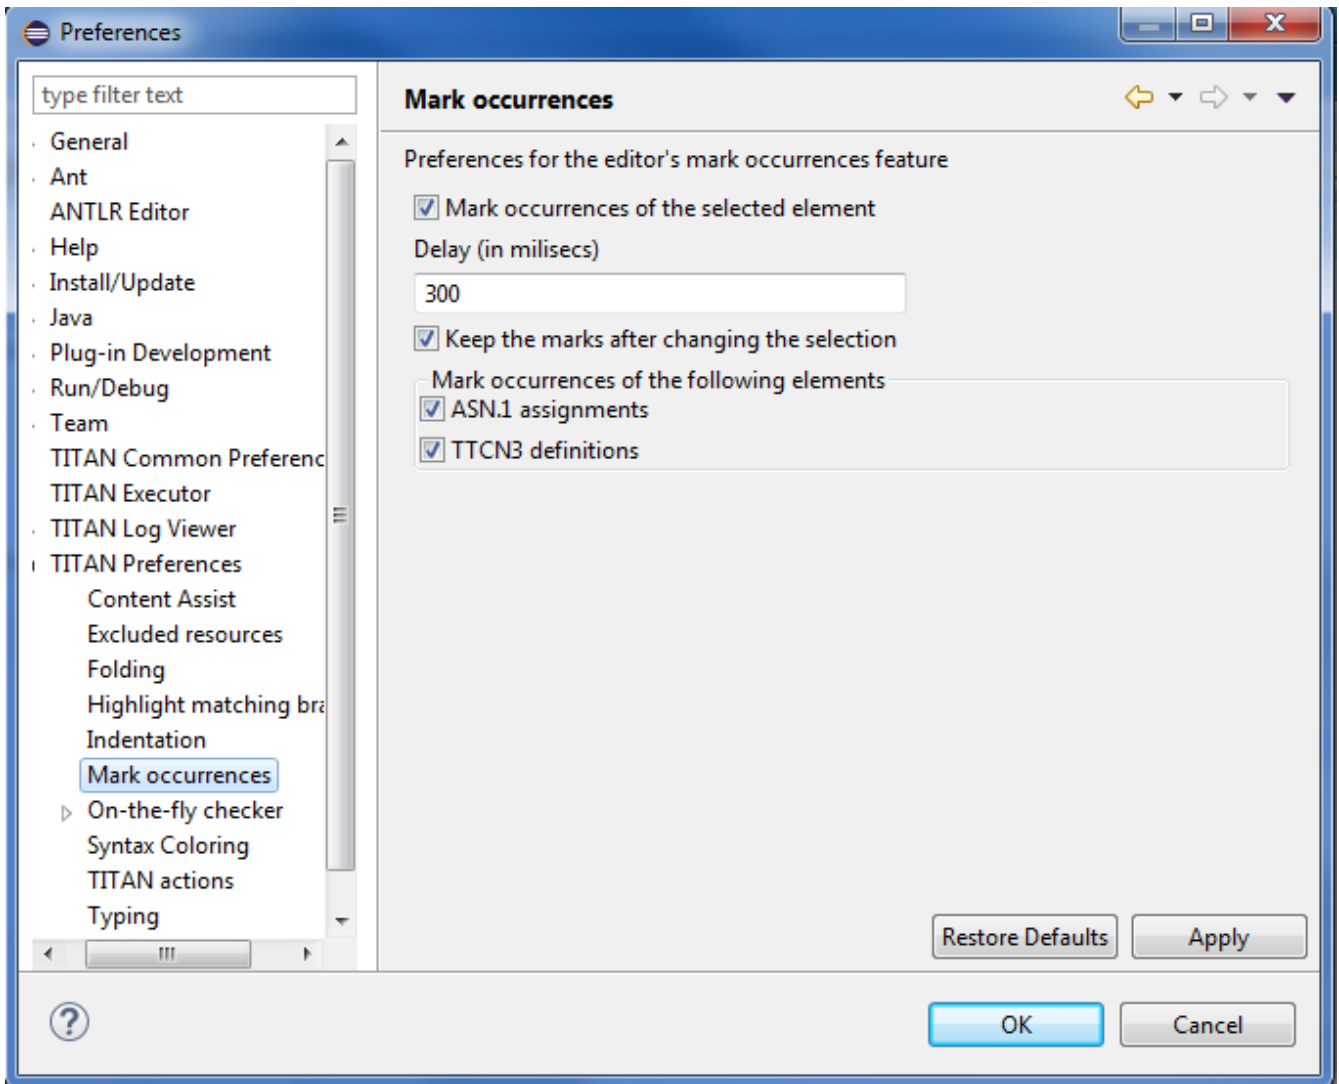 Preferences
type filter text
General
Ant
ANTLR Editor
Help
Install/Update
Java
Plug-in Development
Run/Debug
Team
TITAN Common Preferenc
TITAN Executor
TITAN Log Viewer
TITAN Preferences
Content Assist
Excluded resources
Folding
Highlight matching bra
Indentation
Mark occurrences
On-the-fly checker
Syntax Coloring
TITAN actions
Typing
Mark occurrences
Preferences for the editor's mark occurrences feature
Mark occurrences of the selected element
Delay (in milisecs)
300
Keep the marks after changing the selection
Mark occurrences of the following elements
ASN.1 assignments
TTCN3 definitions
Restore Defaults
Apply
OK
Cancel